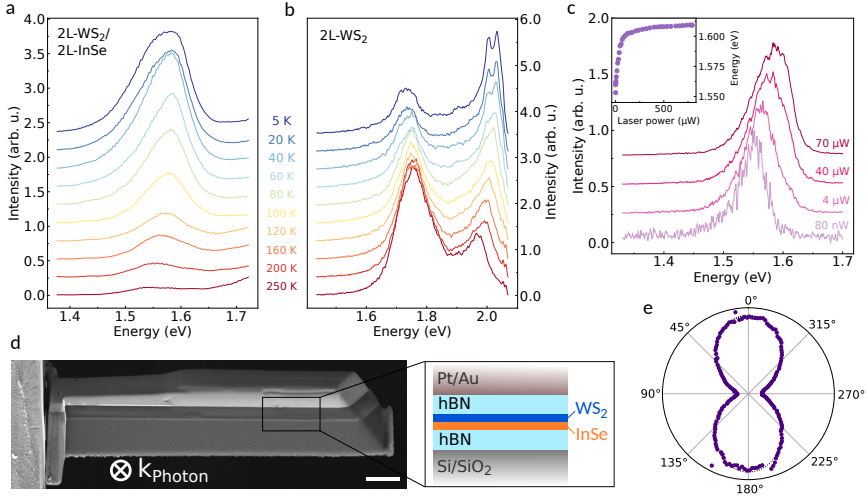 a
2L-WS₂/
2L-InSe
Intensity (arb. u.)
4.0
3.5
3.0
2.5
2.0
1.5
1.0
0.5
0.0
1.4
1.5
1.6
1.7
Energy (eV)
5 K
20 K
40 K
60 K
80 K
100 K
120 K
160 K
200 K
250 K
b
2L-WS₂
Intensity (arb. u.)
6.0
5.0
4.0
3.0
2.0
1.0
0.0
1.6
1.8
2.0
Energy (eV)
c
Intensity (arb. u.)
2.0
1.5
1.0
0.5
0.0
1.4
1.5
1.6
1.7
Energy (eV)
70 μW
40 μW
4 μW
80 nW
Energy (eV)
1.600
1.575
1.550
0
500
Laser power (μW)
d
k_Photon
Pt/Au
hBN
WS₂
InSe
hBN
Si/SiO₂
e
0°
45°
315°
90°
270°
135°
225°
180°